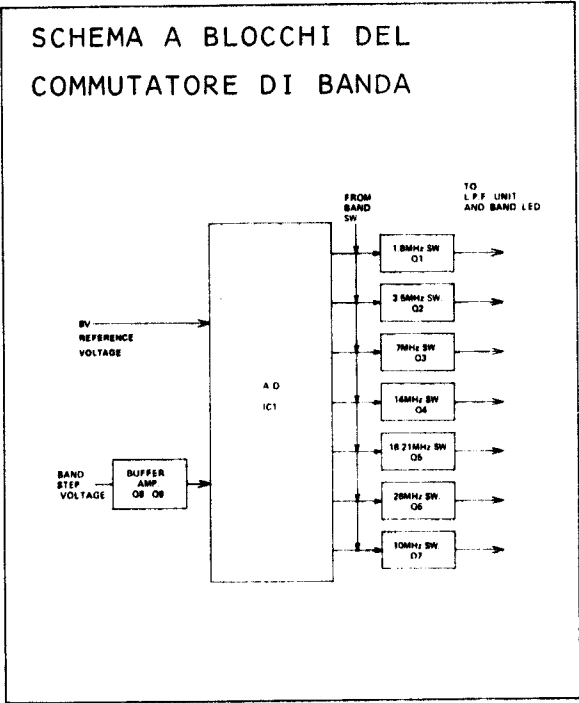 SCHEMA A BLOCCHI DEL
COMMUTATORE DI BANDA
FROM
BAND
SW
TO
L.P.F UNIT
AND BAND LED
1.8MHz SW
Q1
3.5MHz SW
Q2
7MHz SW
Q3
14MHz SW
Q4
18 21MHz SW
Q5
28MHz SW
Q6
10MHz SW
Q7
8V
REFERENCE
VOLTAGE
A D
IC1
BAND
STEP
VOLTAGE
BUFFER
AMP
Q8 Q9